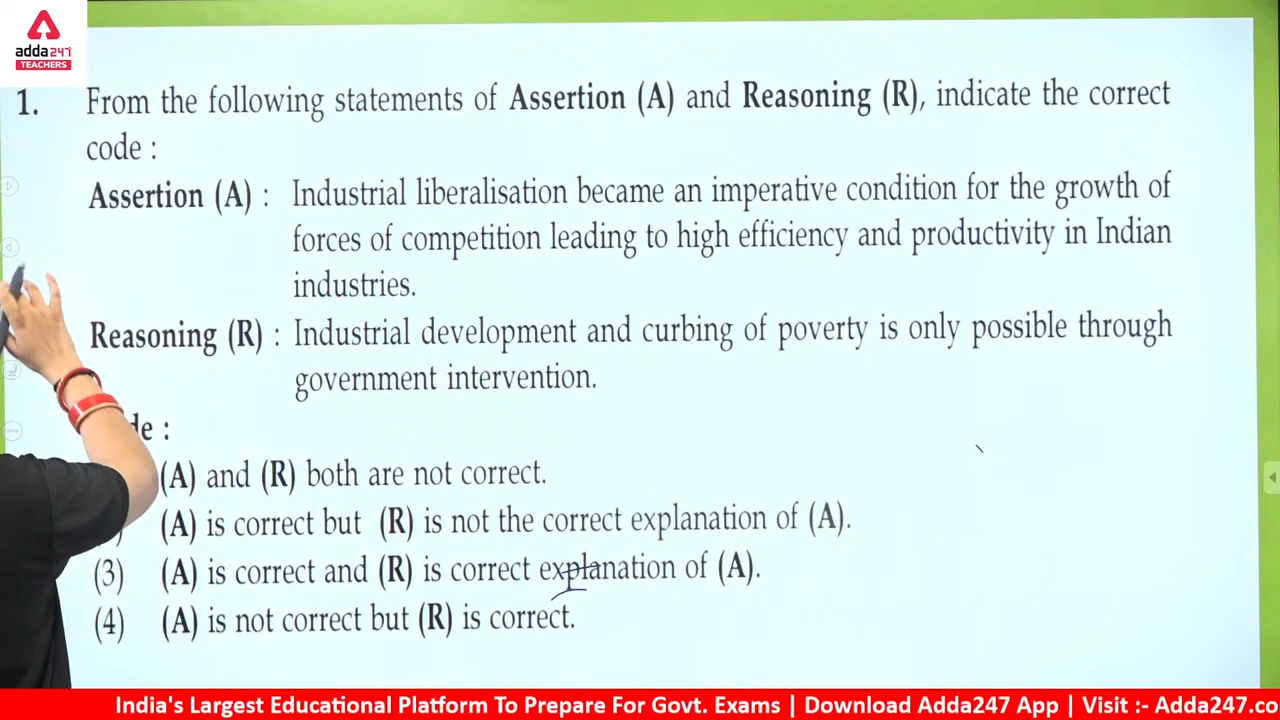 adda247
TEACHERS
1. From the following statements of Assertion (A) and Reasoning (R), indicate the correct
code :
Assertion (A) : Industrial liberalisation became an imperative condition for the growth of
forces of competition leading to high efficiency and productivity in Indian
industries.
Reasoning (R) : Industrial development and curbing of poverty is only possible through
government intervention.
de :
(A) and (R) both are not correct.
(A) is correct but (R) is not the correct explanation of (A).
(3) (A) is correct and (R) is correct explanation of (A).
(4) (A) is not correct but (R) is correct.
India's Largest Educational Platform To Prepare For Govt. Exams | Download Adda247 App | Visit :- Adda247.co